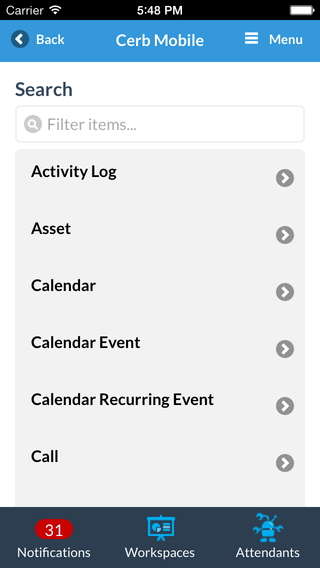 Carrier 5:48 PM
Back Cerb Mobile Menu
Search
Filter items...
Activity Log
Asset
Calendar
Calendar Event
Calendar Recurring Event
Call
31
Notifications Workspaces Attendants